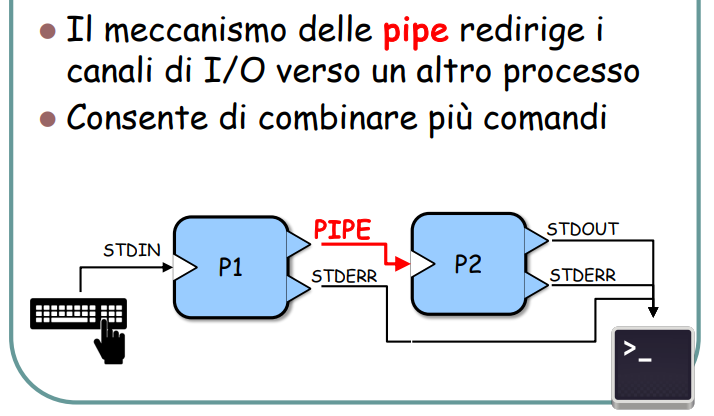 Il meccanismo delle pipe redirige i
canali di I/O verso un altro processo
Consente di combinare più comandi
PIPE
STDOUT
STDIN
P1
P2
STDERR
STDERR
>_